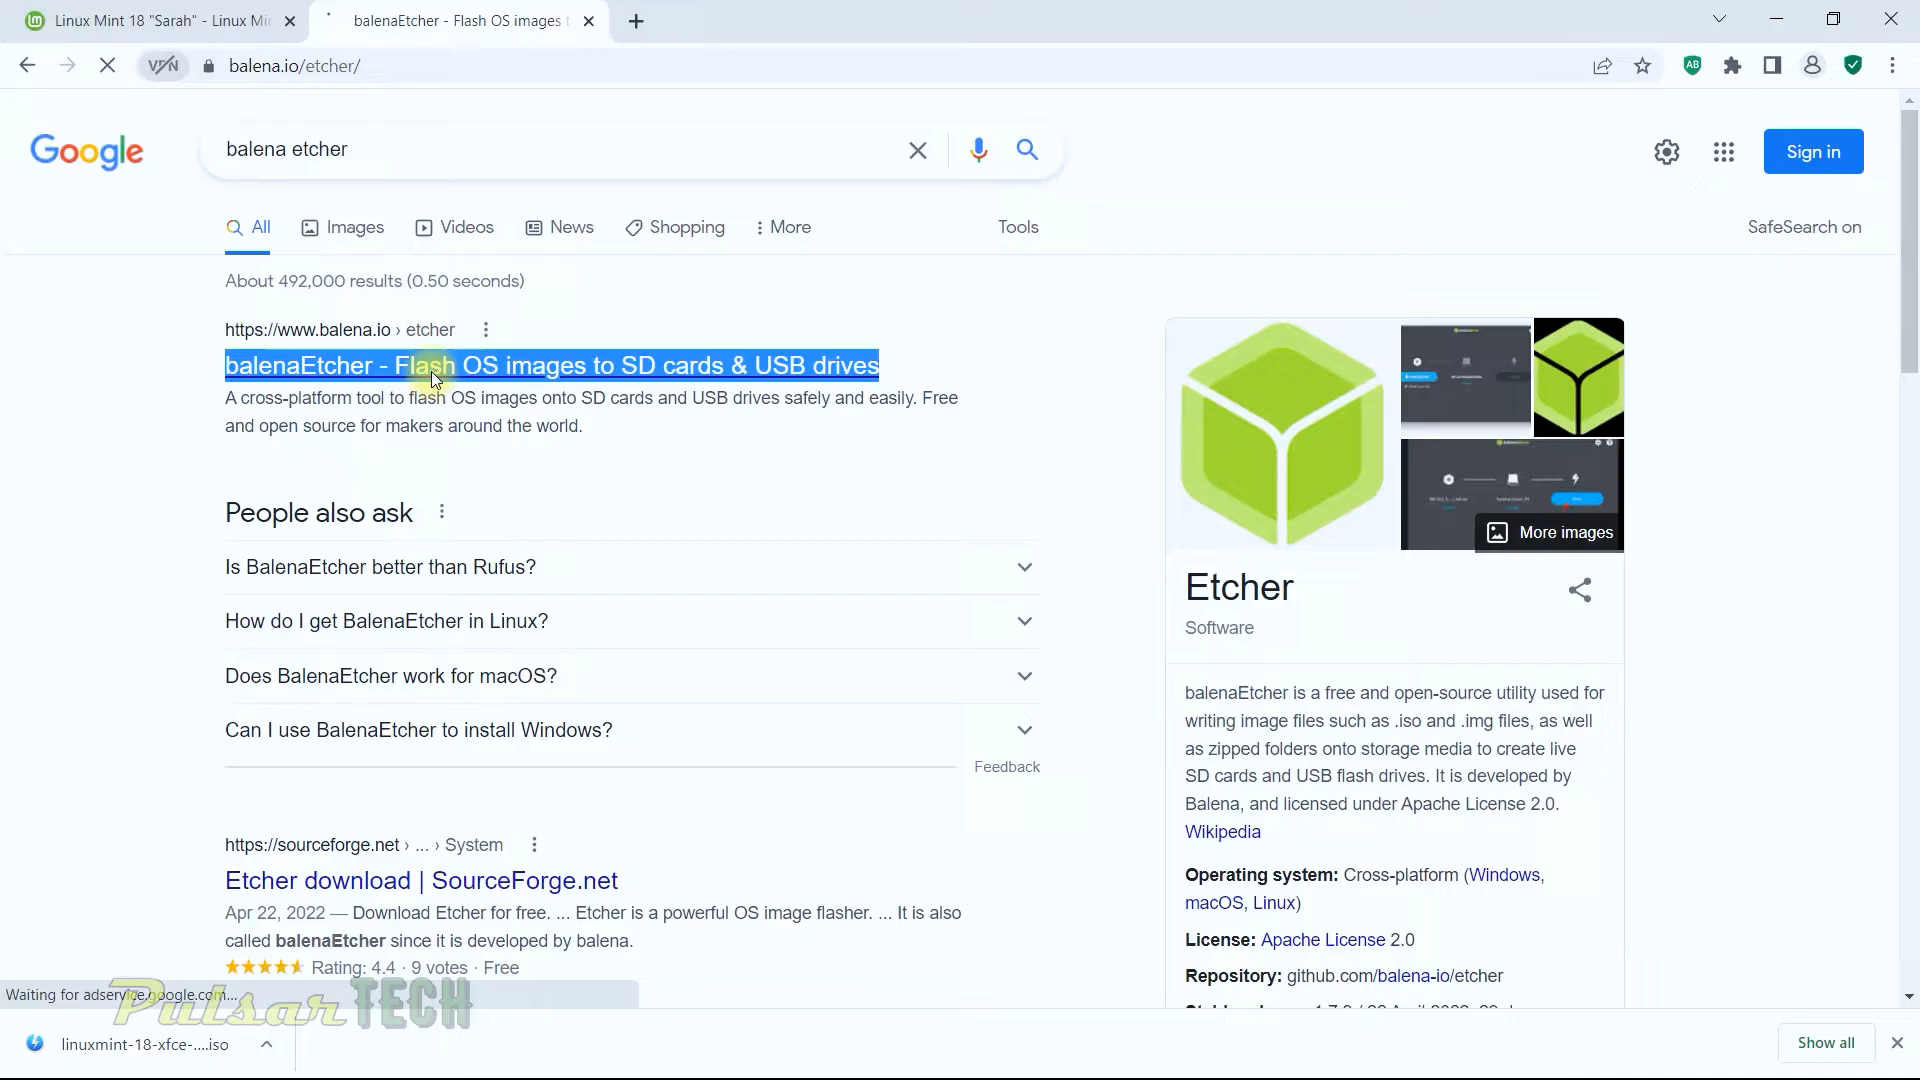 Linux Mint 18 "Sarah" - Linux Mi
balenaEtcher - Flash OS images t
VPN
balena.io/etcher/
AB
Google
balena etcher
Sign in
All
Images
Videos
News
Shopping
More
Tools
SafeSearch on
About 492,000 results (0.50 seconds)
https://www.balena.io › etcher
balenaEtcher - Flash OS images to SD cards & USB drives
A cross-platform tool to flash OS images onto SD cards and USB drives safely and easily. Free
and open source for makers around the world.
People also ask
Is BalenaEtcher better than Rufus?
How do I get BalenaEtcher in Linux?
Does BalenaEtcher work for macOS?
Can I use BalenaEtcher to install Windows?
Feedback
https://sourceforge.net › ... › System
Etcher download | SourceForge.net
Apr 22, 2022 — Download Etcher for free. ... Etcher is a powerful OS image flasher. ... It is also
called balenaEtcher since it is developed by balena.
Rating: 4.4 · 9 votes · Free
More images
Etcher
Software
balenaEtcher is a free and open-source utility used for
writing image files such as .iso and .img files, as well
as zipped folders onto storage media to create live
SD cards and USB flash drives. It is developed by
Balena, and licensed under Apache License 2.0.
Wikipedia
Operating system: Cross-platform (Windows,
macOS, Linux)
License: Apache License 2.0
Repository: github.com/balena-io/etcher
Waiting for adservice.google.com...
Pulsar TECH
linuxmint-18-xfce-....iso
Show all